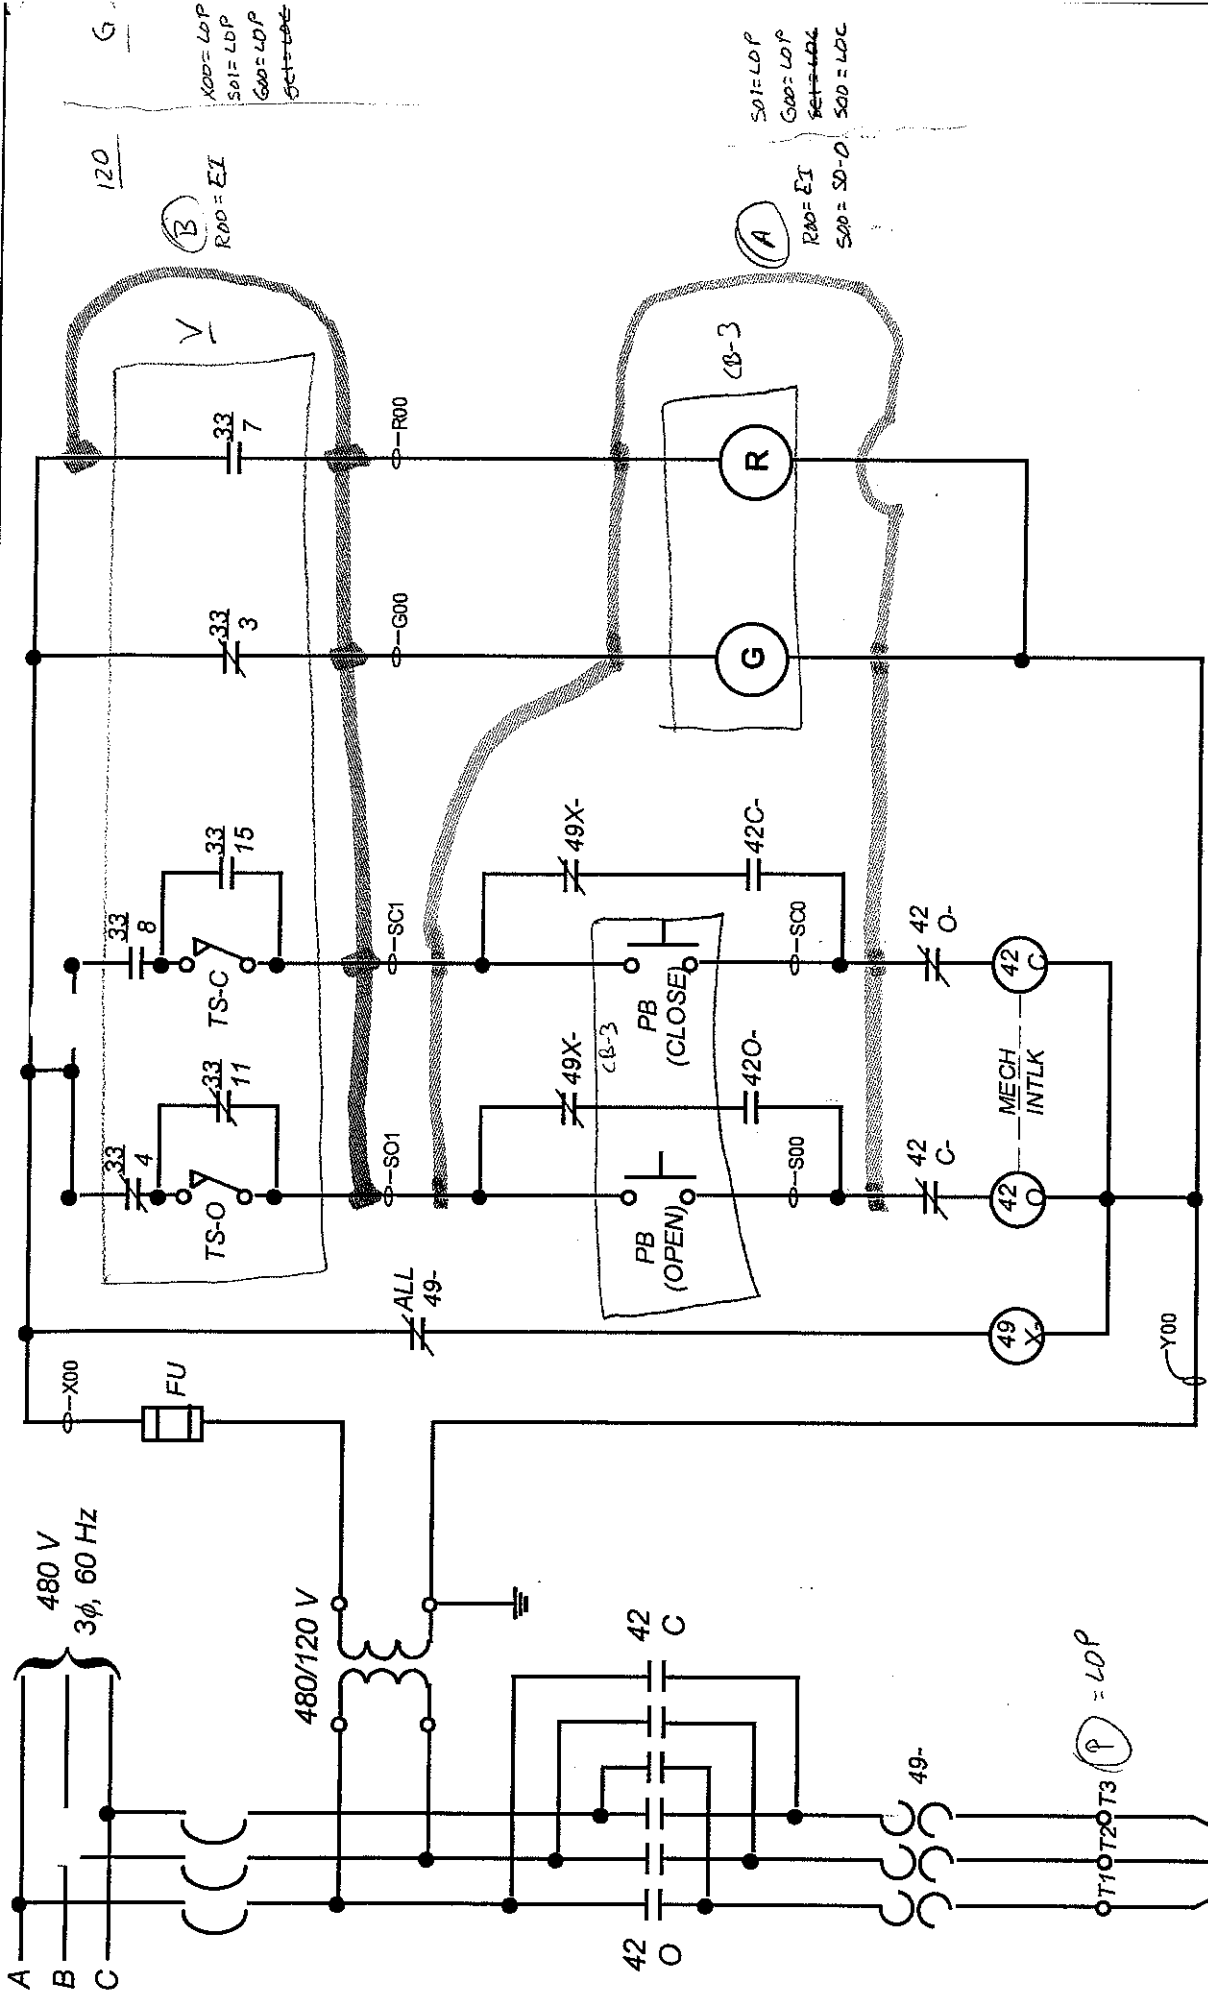 A
B
C
480 V
3ϕ, 60 Hz
480/120 V
42
O
42
C
49-
T1
T2
T3
P = LOP
X00
FU
Y00
ALL
49-
49
X-
33
4
TS-O
33
11
SO1
49X-
PB
(OPEN)
42O-
S00
42
C-
42
O
MECH
INTLK
33
8
TS-C
33
15
SC1
49X-
CB-3
PB
(CLOSE)
42C-
SC0
42
O-
42
C
33
3
G00
G
33
7
R00
R
CB-3
V
B
R00=EI
120
G
X00=LOP
S01=LOP
G00=LOP
SC1=LOC
A
R00=EI
S00=SO-O
S01=LOP
G00=LOP
SC1=LOC
S00=LOC